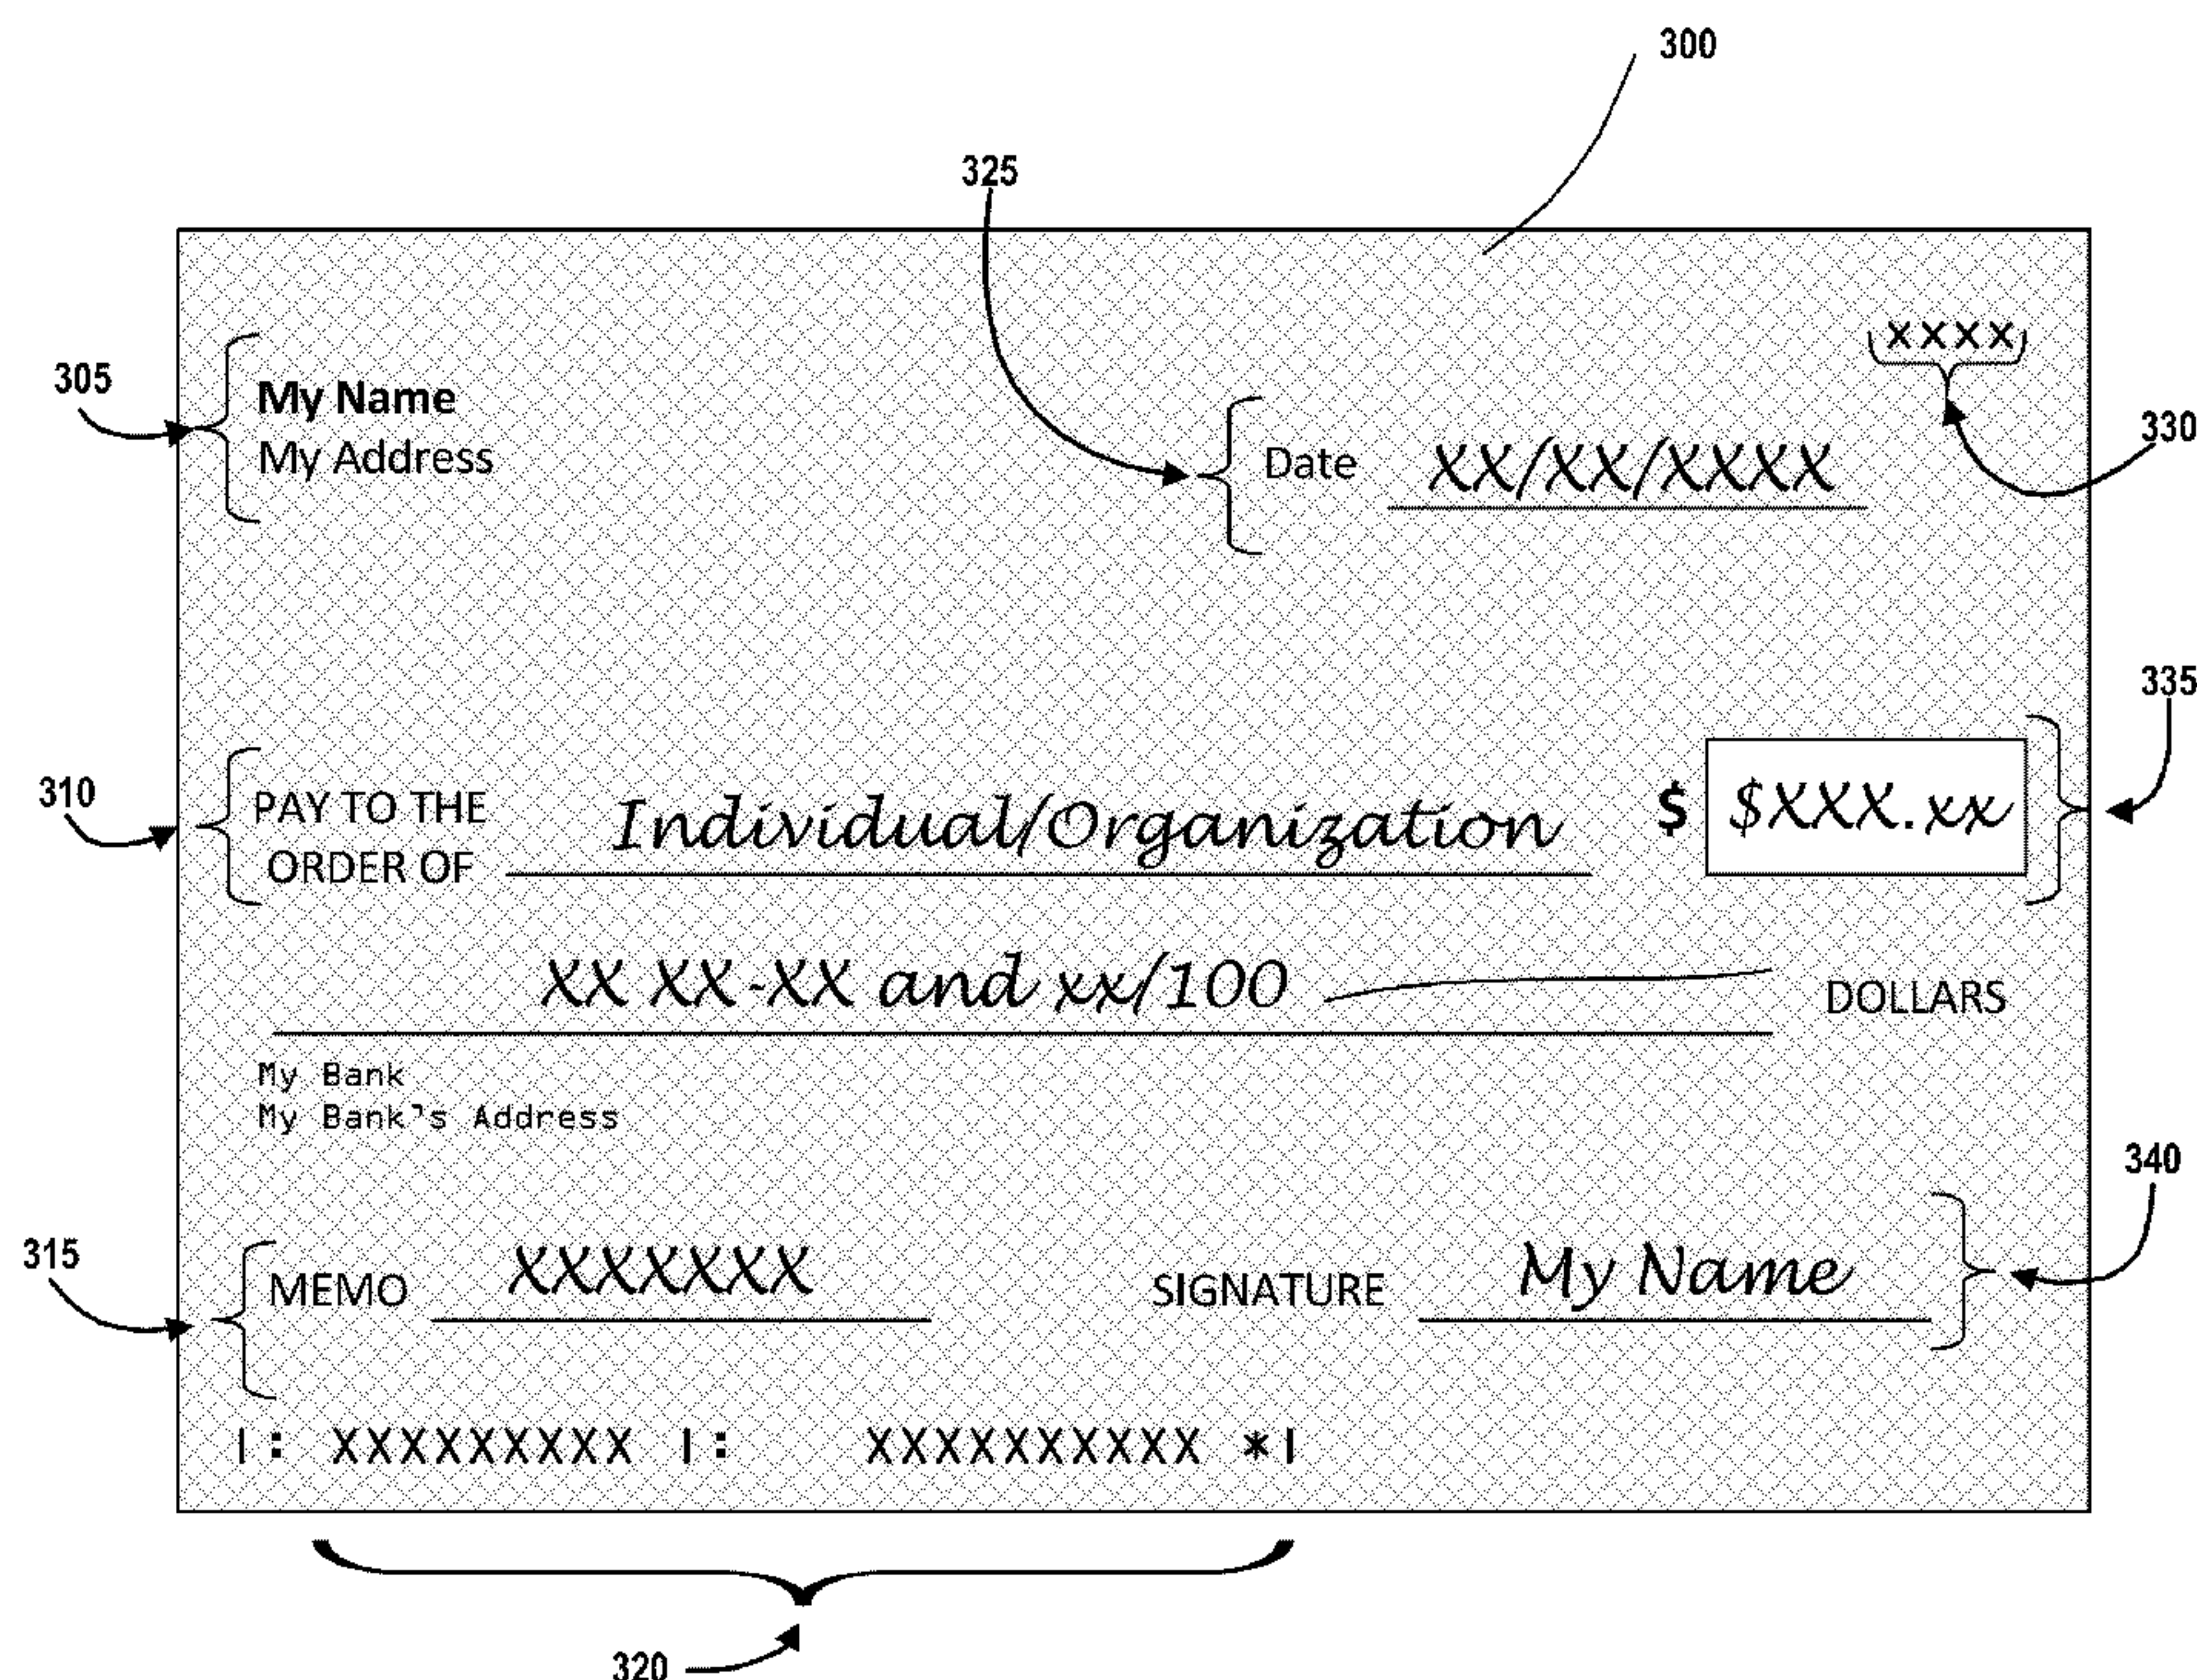 300
325
XXXX
305
My Name
My Address
330
Date XX/XX/XXXX
335
310
PAY TO THE
ORDER OF Individual/Organization $ $XXX.xx
XX XX-XX and xx/100 DOLLARS
My Bank
My Bank's Address
340
315
MEMO XXXXXXX SIGNATURE My Name
|: XXXXXXXXX |: XXXXXXXXXX *|
320